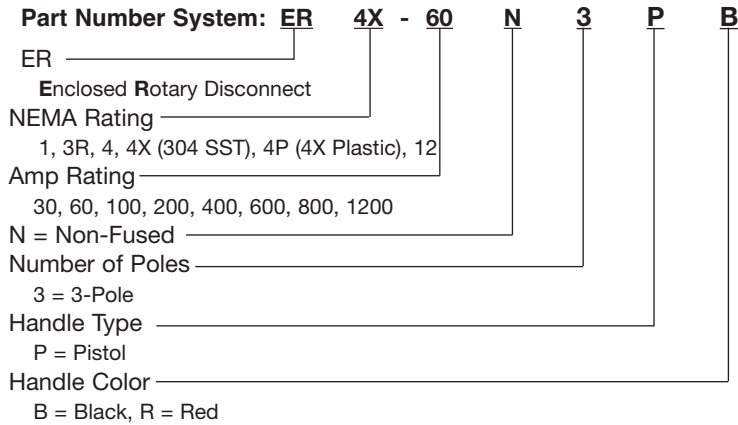 Part Number System: ER 4X - 60 N 3 P B
ER
Enclosed Rotary Disconnect
NEMA Rating
1, 3R, 4, 4X (304 SST), 4P (4X Plastic), 12
Amp Rating
30, 60, 100, 200, 400, 600, 800, 1200
N = Non-Fused
Number of Poles
3 = 3-Pole
Handle Type
P = Pistol
Handle Color
B = Black, R = Red